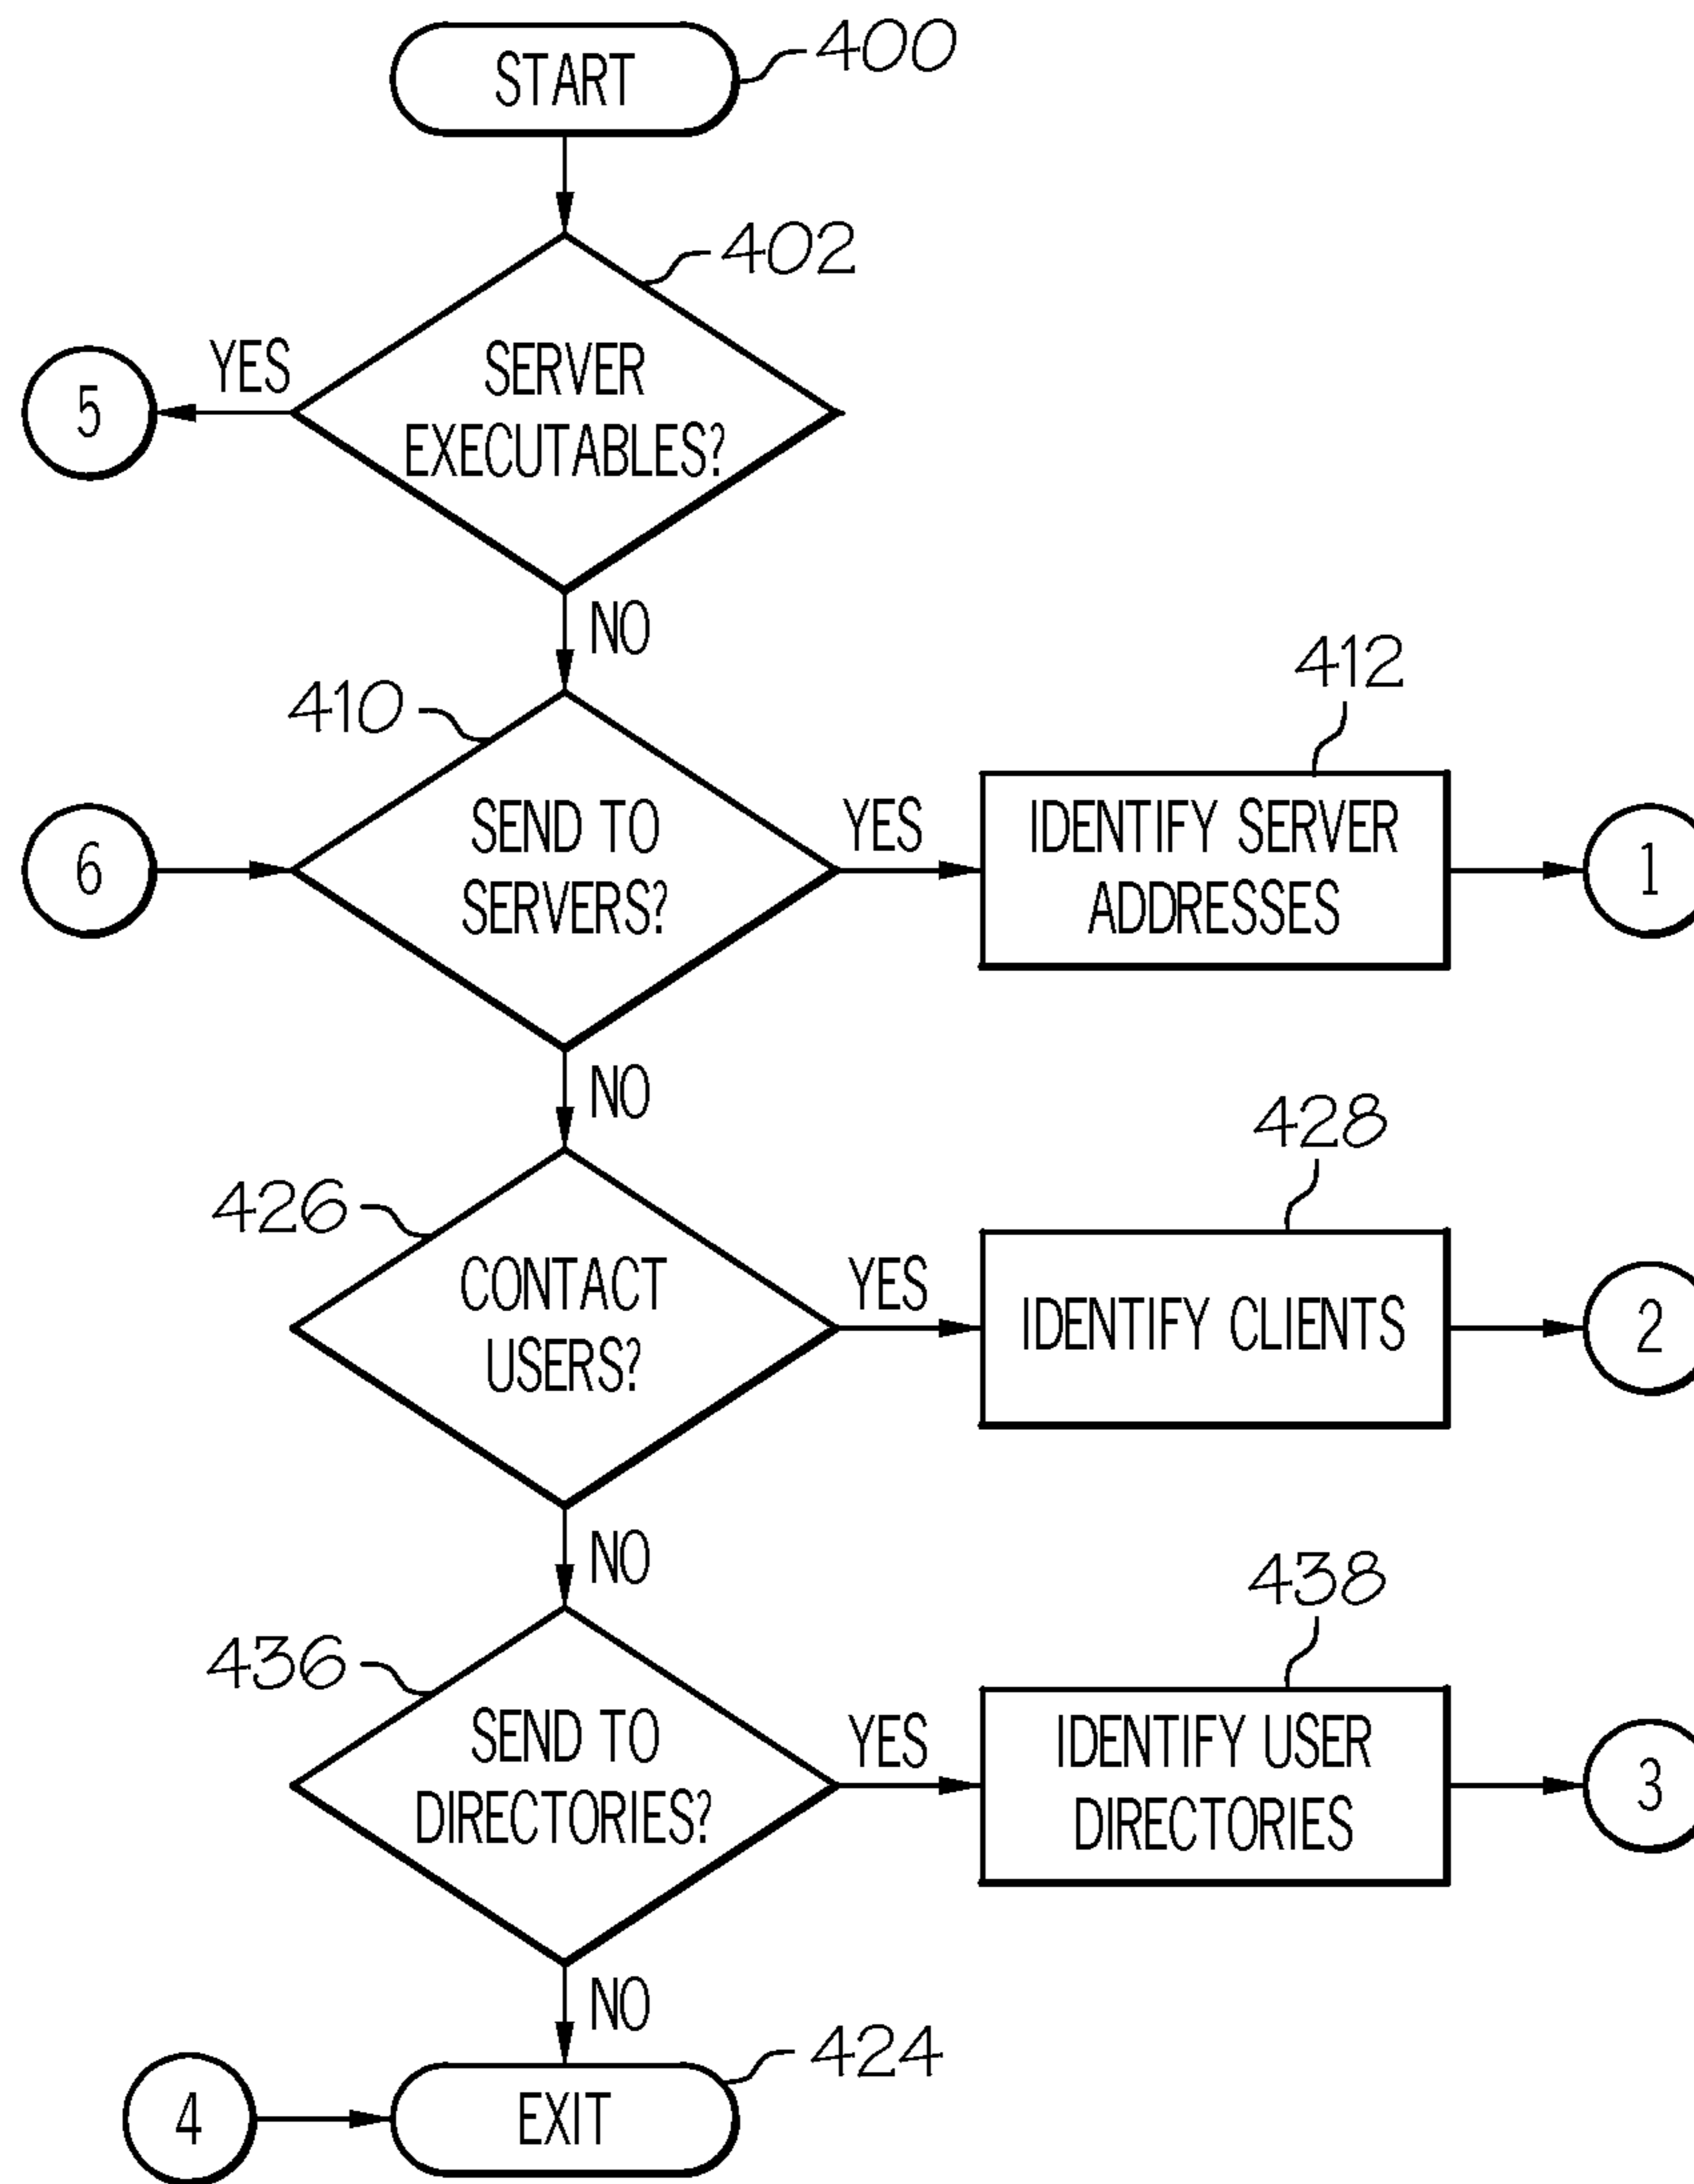 START
400
402
YES
5
SERVER
EXECUTABLES?
NO
410
412
6
SEND TO
SERVERS?
YES
IDENTIFY SERVER
ADDRESSES
1
NO
426
428
CONTACT
USERS?
YES
IDENTIFY CLIENTS
2
NO
436
438
SEND TO
DIRECTORIES?
YES
IDENTIFY USER
DIRECTORIES
3
NO
424
4
EXIT